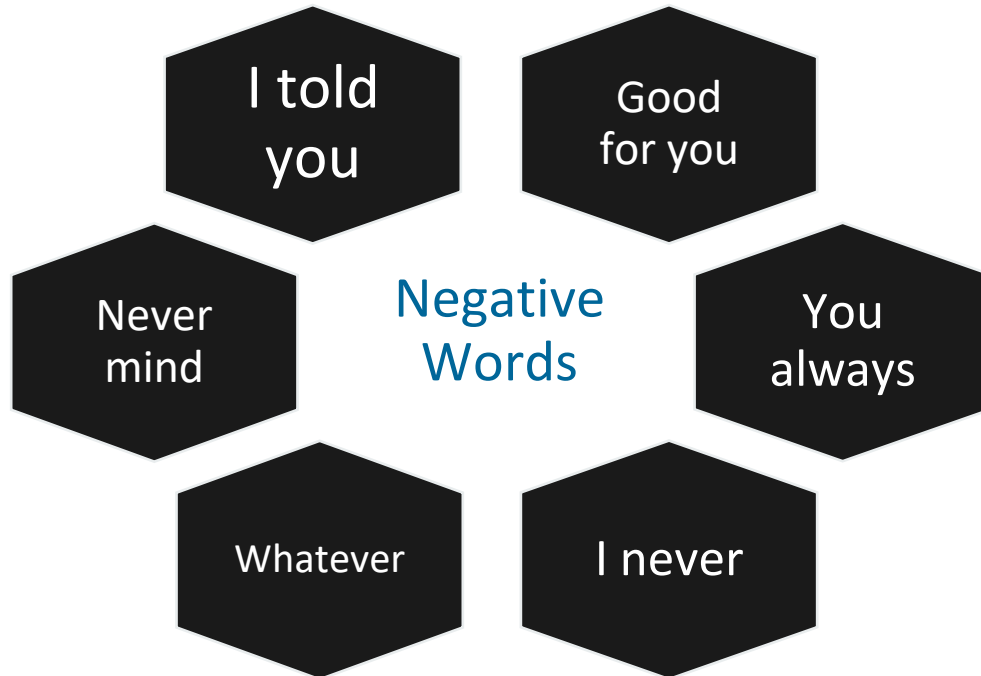 I told
you
Good
for you
Never
mind
Negative
Words
You
always
Whatever
I never